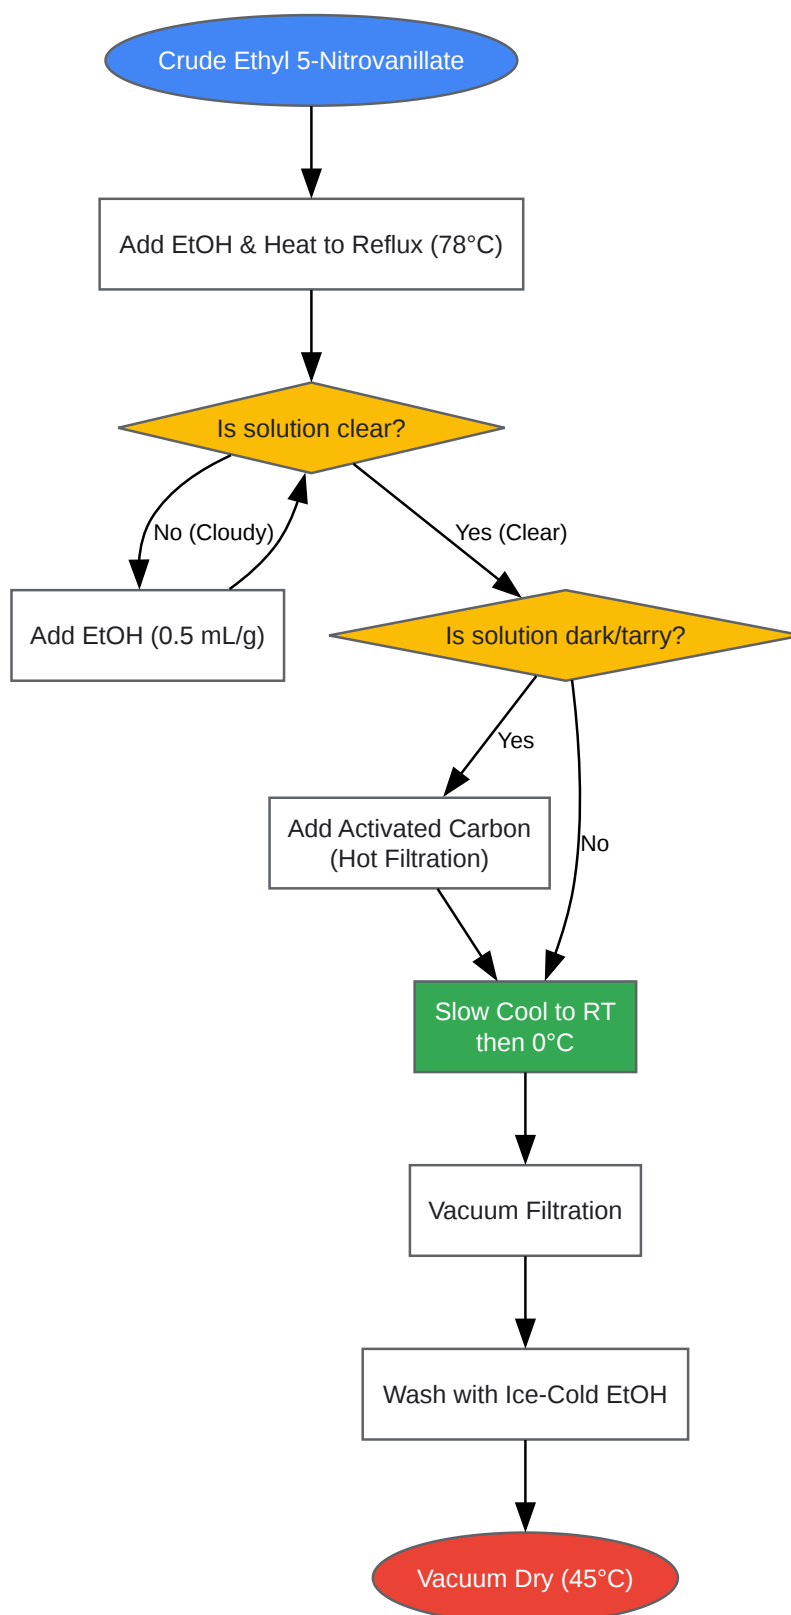 Crude Ethyl 5-Nitrovanillate
Add EtOH & Heat to Reflux (78°C)
Is solution clear?
No (Cloudy)
Yes (Clear)
Add EtOH (0.5 mL/g)
Is solution dark/tarry?
Yes
Add Activated Carbon
(Hot Filtration)
No
Slow Cool to RT
then 0°C
Vacuum Filtration
Wash with Ice-Cold EtOH
Vacuum Dry (45°C)